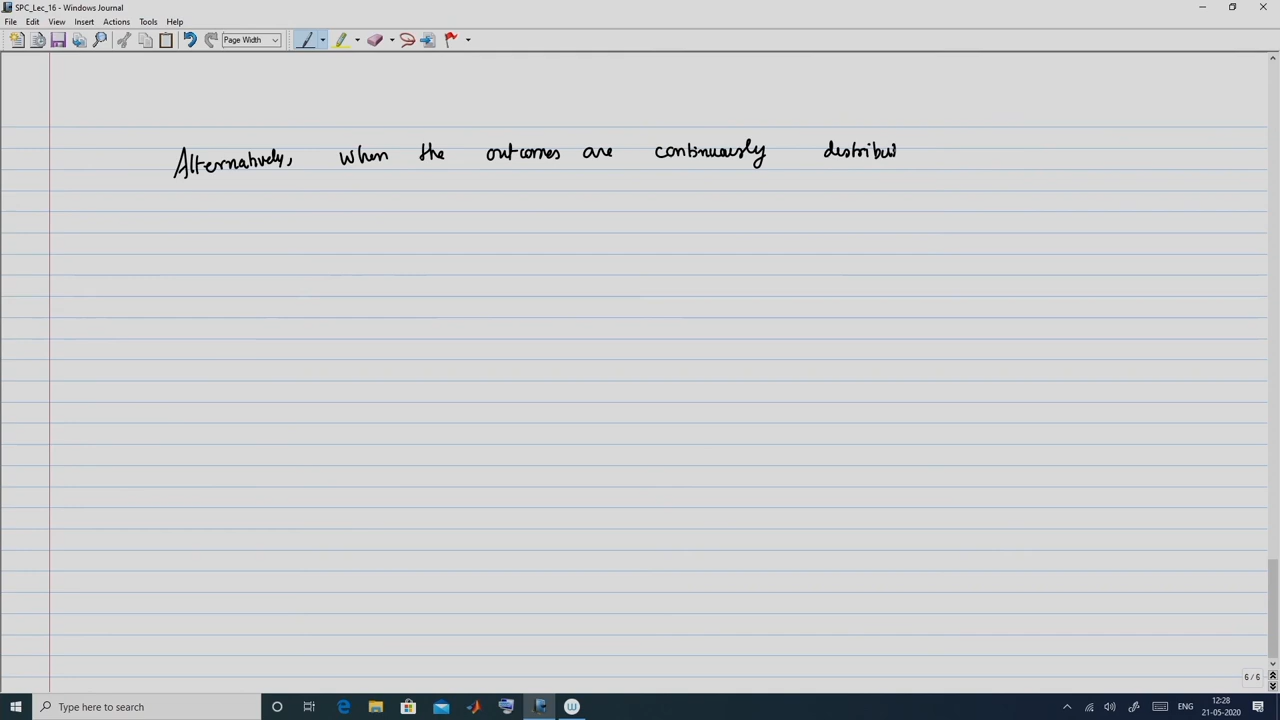 SPC_Lec_16 - Windows Journal
File Edit View Insert Actions Tools Help
Page Width
Alternatively, when the outcomes are continuously distribui
6 / 6
Type here to search
ENG
12:28
21-05-2020